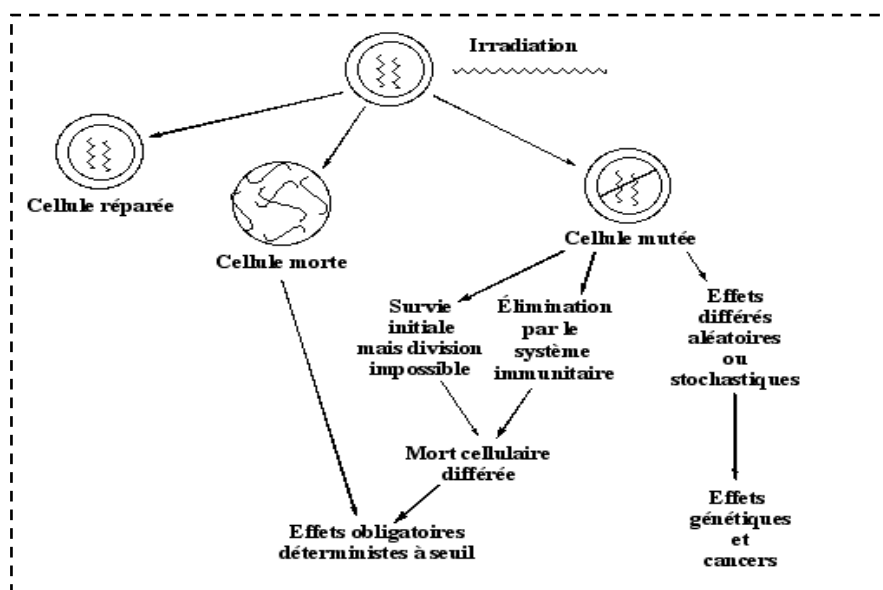 Irradiation
Cellule réparée
Cellule morte
Cellule mutée
Survie
initiale
mais division
impossible
Élimination
par le
système
immunitaire
Effets
différés
aléatoires
ou
stochastiques
Mort cellulaire
différée
Effets obligatoires
déterministes à seuil
Effets
génétiques
et
cancers